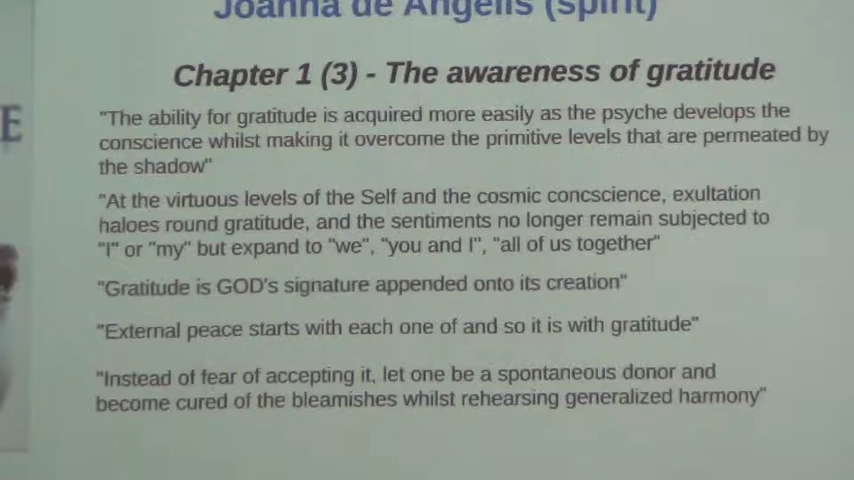 Joanna de Angelis (spirit)
Chapter 1 (3) - The awareness of gratitude
E
"The ability for gratitude is acquired more easily as the psyche develops the
conscience whilst making it overcome the primitive levels that are permeated by
the shadow"
"At the virtuous levels of the Self and the cosmic concscience, exultation
haloes round gratitude, and the sentiments no longer remain subjected to
"I" or "my" but expand to "we", "you and I", "all of us together"
"Gratitude is GOD's signature appended onto its creation"
"External peace starts with each one of and so it is with gratitude"
"Instead of fear of accepting it, let one be a spontaneous donor and
become cured of the bleamishes whilst rehearsing generalized harmony"